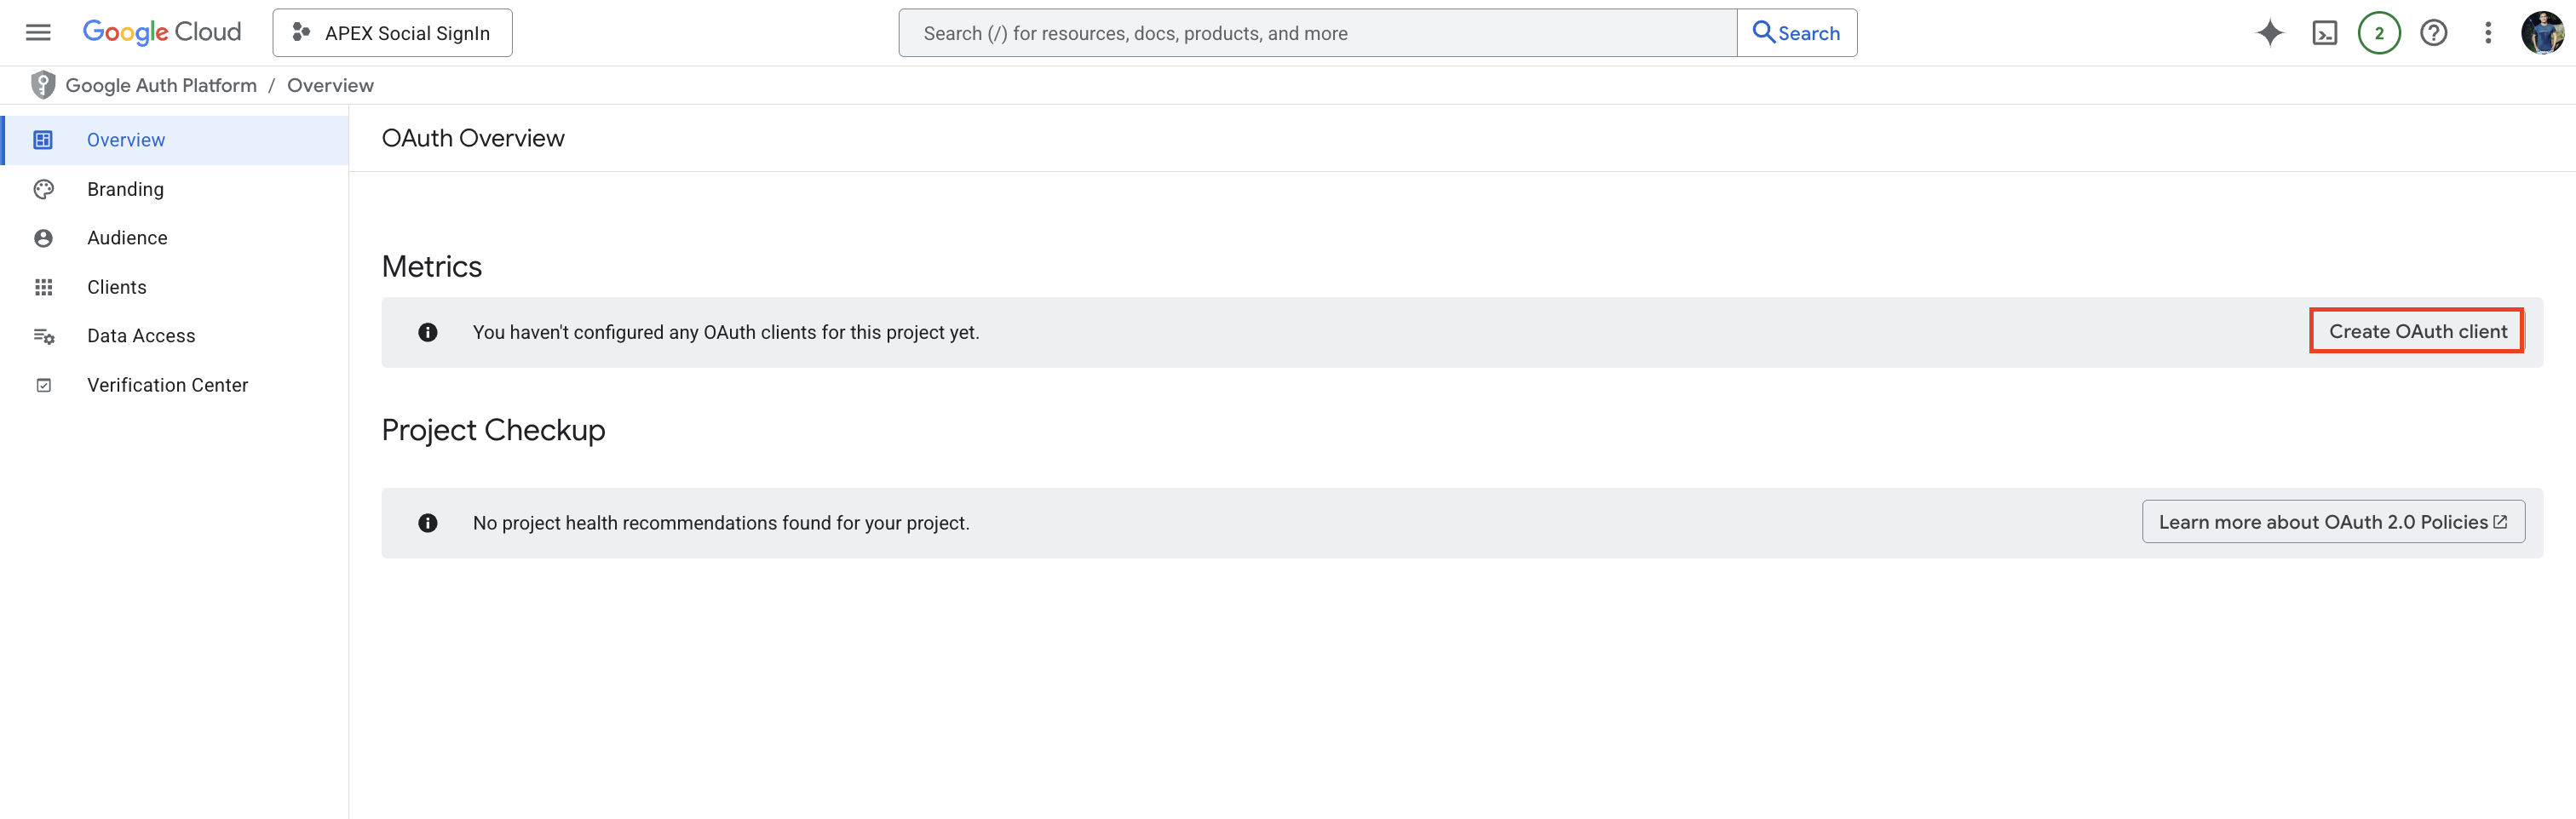 Google Cloud
APEX Social SignIn
Search (/) for resources, docs, products, and more
Search
2
Google Auth Platform / Overview
Overview
Branding
Audience
Clients
Data Access
Verification Center
OAuth Overview
Metrics
You haven't configured any OAuth clients for this project yet.
Create OAuth client
Project Checkup
No project health recommendations found for your project.
Learn more about OAuth 2.0 Policies